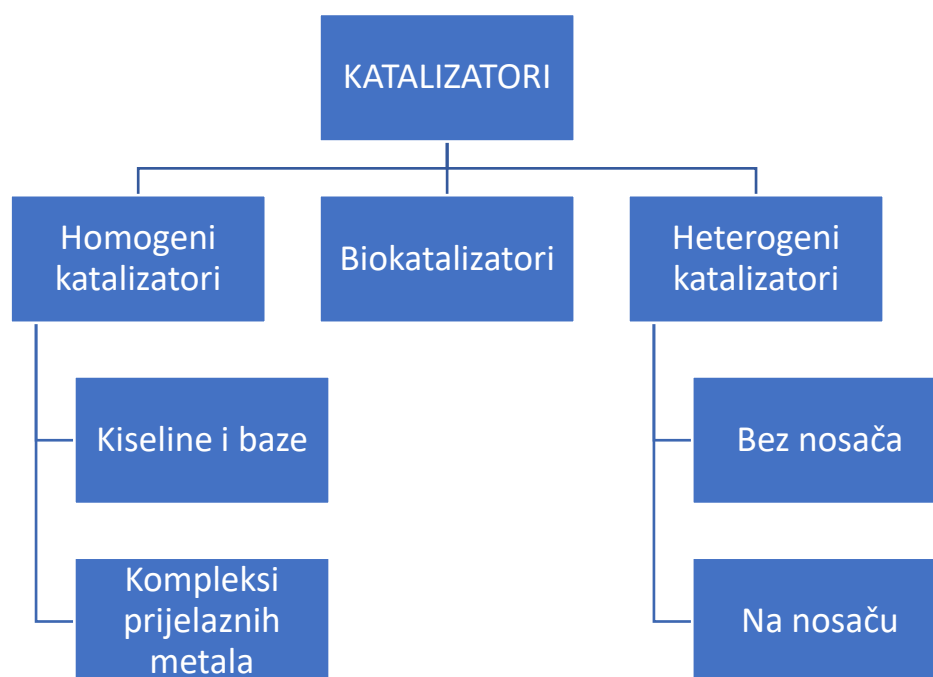 KATALIZATORI
Homogeni
katalizatori
Biokatalizatori
Heterogeni
katalizatori
Kiseline i baze
Bez nosača
Kompleksi
prijelaznih
metala
Na nosaču